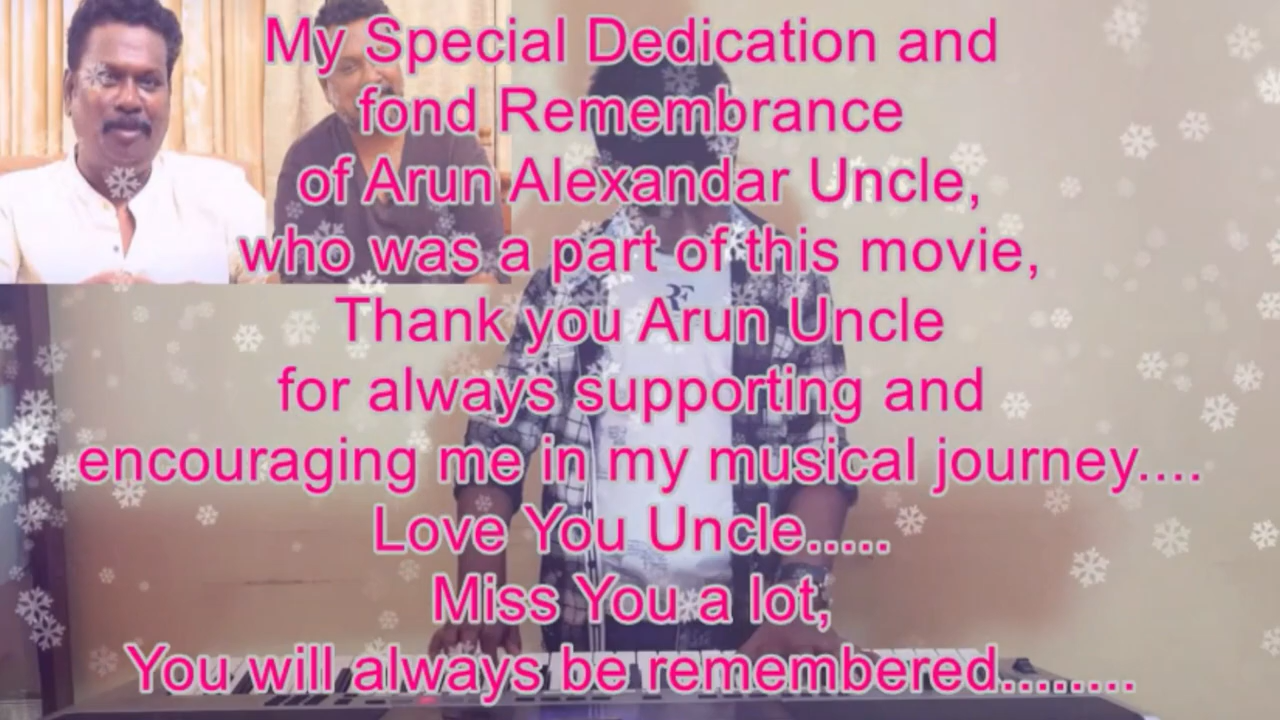 My Special Dedication and
fond Remembrance
of Arun Alexandar Uncle,
who was a part of this movie,
Thank you Arun Uncle
for always supporting and
encouraging me in my musical journey....
Love You Uncle.....
Miss You a lot,
You will always be remembered........
RF